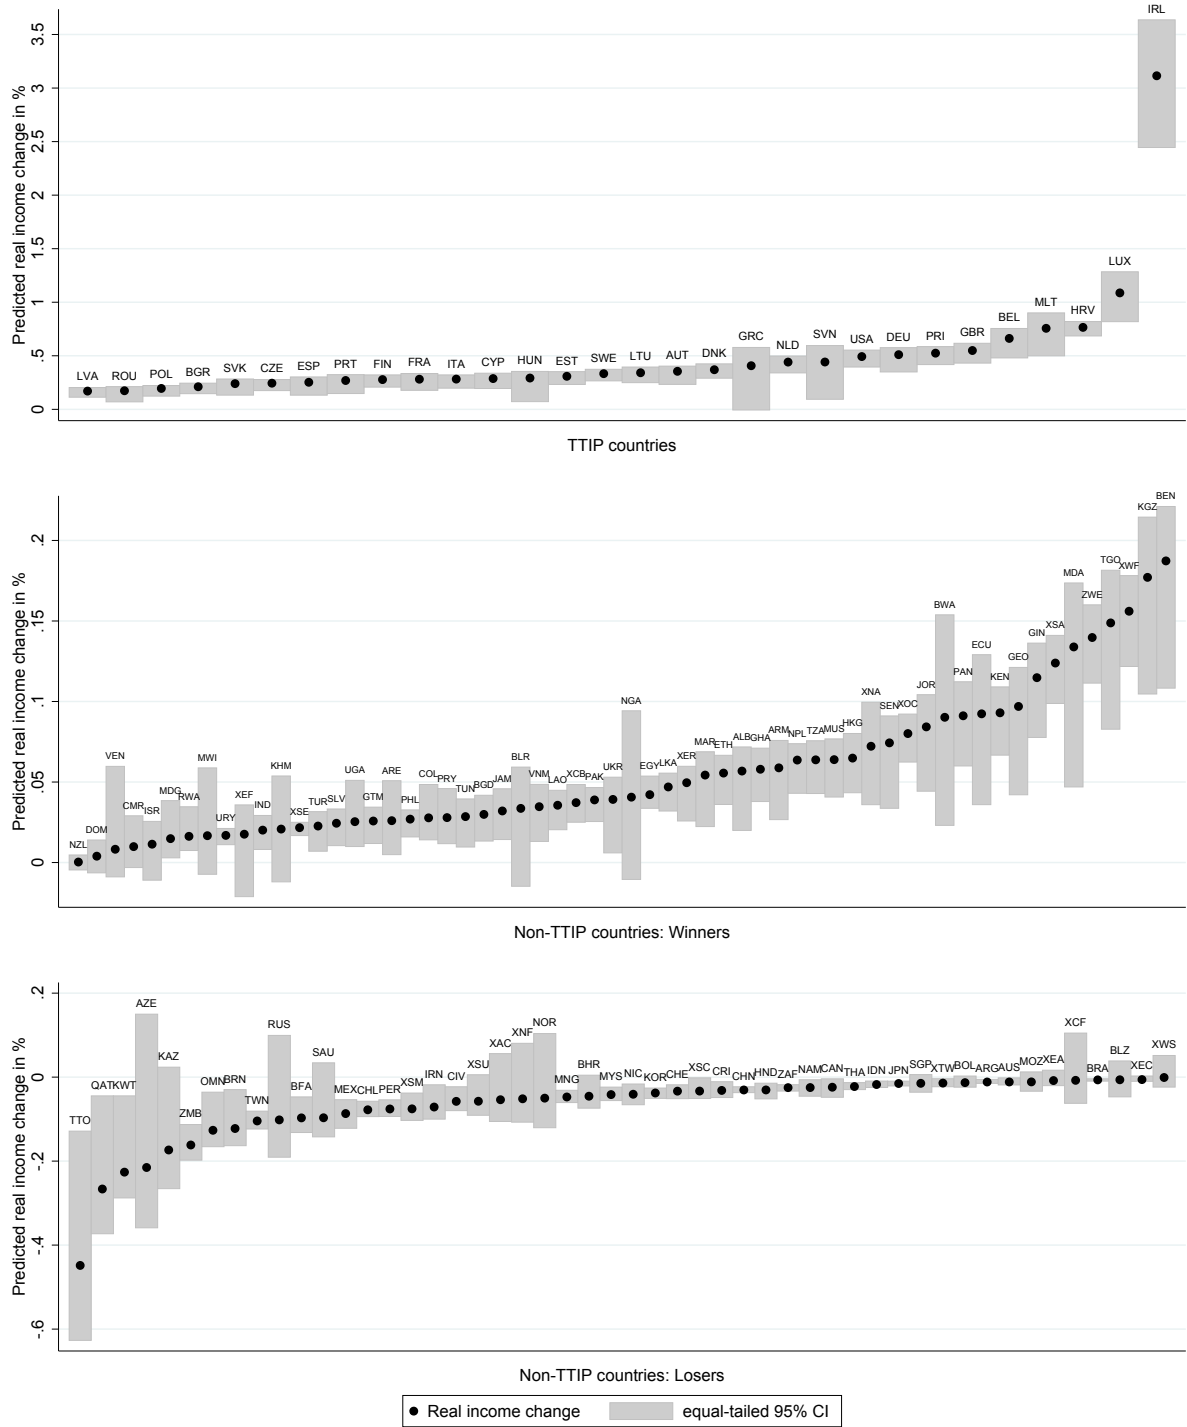 Predicted real income change in %
3.5
3
2.5
2
1.5
1
.5
0
LVA ROU POL BGR SVK CZE ESP PRT FIN FRA ITA CYP HUN EST SWE LTU AUT DNK GRC NLD SVN USA DEU PRI GBR BEL MLT HRV LUX IRL
TTIP countries
Predicted real income change in %
.2
.15
.1
.05
0
NZL DOM VEN CMR ISR MDG RWA MWI URY XEF IND KHM XSE TUR SLV UGA GTM ARE PHL COL PRY TUN BGD JAM BLR VNM LAO XCB PAK UKR NGA EGY LKA XER MAR ETH ALB GHA ARM NPL TZA MUS HKG XNA SEN XOC JOR BWA PAN ECU KEN GEO GIN XSA MDA ZWE TGO XWF KGZ BEN
Non-TTIP countries: Winners
Predicted real income change in %
.2
0
-.2
-.4
-.6
TTO QAT KWT AZE KAZ ZMB OMN BRN TWN RUS BFA SAU MEX CHL PER XSM IRN CIV XSU XAC XNF NOR MNG BHR MYS NIC KOR CHE XSC CRI CHN HND ZAF NAM CAN THA IDN JPN SGP XTW BOL ARG AUS MOZ XEA XCF BRA BLZ XEC XWS
Non-TTIP countries: Losers
Real income change equal-tailed 95% CI